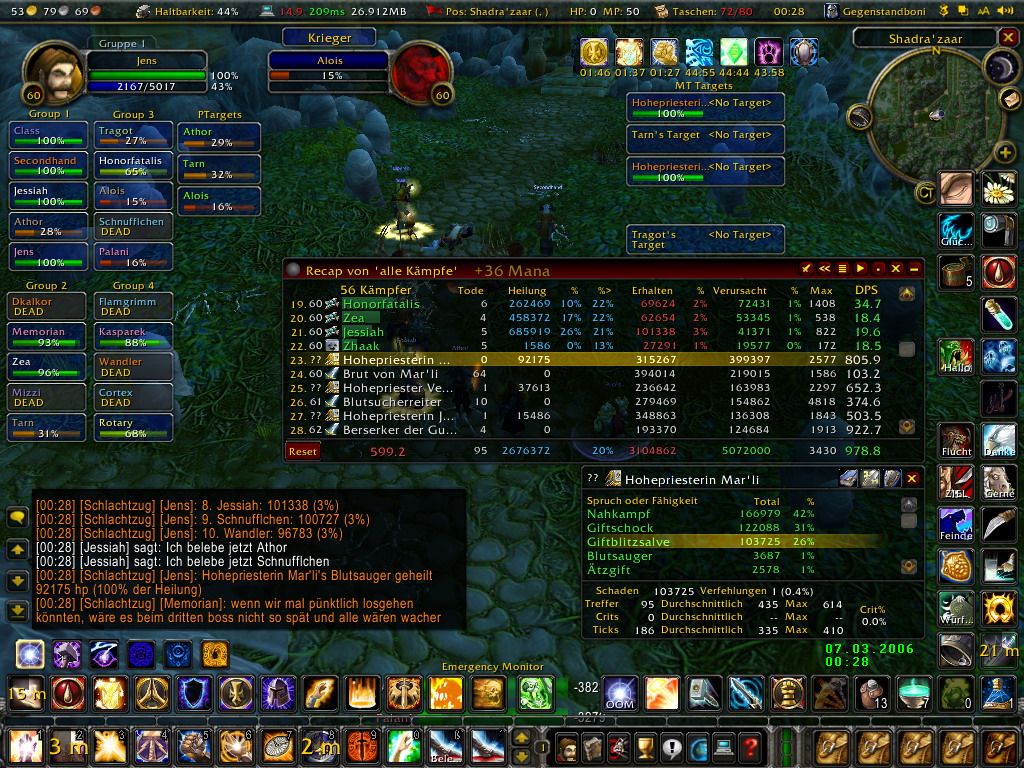 53 79 69 Haltbarkeit: 44% 14.9, 209ms 26.912MB Pos: Shadra'zaar (, ) HP: 0 MP: 50 Taschen: 72/80 00:28 Gegenstandboni
Gruppe 1
Jens
100%
2167/5017 43%
60
Krieger
Alois
15%
60
01:46 01:37 01:27 44:55 44:44 43:58
Shadra'zaar
N
MT Targets
Hohepriesteri... <No Target>
100%
Tarn's Target <No Target>
Hohepriesteri... <No Target>
100%
Tragot's Target <No Target>
Group 1
Class
100%
Secondhand
100%
Jessiah
100%
Athor
28%
Jens
100%
Group 3
Tragot
27%
Honorfatalis
65%
Alois
15%
Schnufflchen
DEAD
Palani
16%
PTargets
Athor
29%
Tarn
32%
Alois
16%
Group 2
Dkalkor
DEAD
Memorian
93%
Zea
96%
Mizzi
DEAD
Tarn
31%
Group 4
Flamgrimm
DEAD
Kasparek
88%
Wandler
DEAD
Cortex
DEAD
Rotary
68%
Secondhand
CT
Recap von 'alle Kämpfe' +36 Mana
56 Kämpfer Tode Heilung % %> Erhalten % Verursacht % Max DPS
19. 60 Honorfatalis 6 262469 10% 22% 69624 2% 72431 1% 1408 34.7
20. 60 Zea 4 458372 17% 22% 62654 2% 53345 1% 538 18.4
21. 60 Jessiah 5 685919 26% 21% 101338 3% 41371 1% 822 19.6
22. 60 Zhaak 5 1586 0% 13% 27291 1% 19577 0% 172 18.5
23. ?? Hohepriesterin ... 0 92175 315267 399397 2577 805.9
24. 60 Brut von Mar'li 64 0 394014 219015 1586 103.2
25. ?? Hohepriester Ve... 1 37613 236642 163983 2297 652.3
26. 61 Blutsucherreiter 10 0 279469 154862 4818 374.6
27. ?? Hohepriesterin J... 1 15486 348863 136308 1843 503.5
28. 62 Berserker der Gu... 4 0 193370 124684 1913 922.7
Reset 599.2 95 2676372 20% 3104862 5072000 3430 978.8
?? Hohepriesterin Mar'li
Spruch oder Fähigkeit Total %
Nahkampf 166979 42%
Giftschock 122088 31%
Giftblitzsalve 103725 26%
Blutsauger 3687 1%
Ätzgift 2578 1%
Schaden 103725 Verfehlungen 1 (0.4%)
Treffer 95 Durchschnittlich 435 Max 614
Crits 0 Durchschnittlich -- Max --
Crit% 0.0%
Ticks 186 Durchschnittlich 335 Max 410
[00:28] [Schlachtzug] [Jens]: 8. Jessiah: 101338 (3%)
[00:28] [Schlachtzug] [Jens]: 9. Schnufflchen: 100727 (3%)
[00:28] [Schlachtzug] [Jens]: 10. Wandler: 96783 (3%)
[00:28] [Jessiah] sagt: Ich belebe jetzt Athor
[00:28] [Jessiah] sagt: Ich belebe jetzt Schnufflchen
[00:28] [Schlachtzug] [Jens]: Hohepriesterin Mar'li's Blutsauger geheilt
92175 hp (100% der Heilung)
[00:28] [Schlachtzug] [Memorian]: wenn wir mal pünktlich losgehen
könnten, wäre es beim dritten boss nicht so spät und alle wären wacher
Glüc...
5
Hallo
Flucht Danke
ZIEL Gerne
Feinde
Würf...
21 m
07.03.2006
00:28
Emergency Monitor
15 m
-382
OOM
13 7 0
Palani
-3275
3 m
2 m
Bele...
1